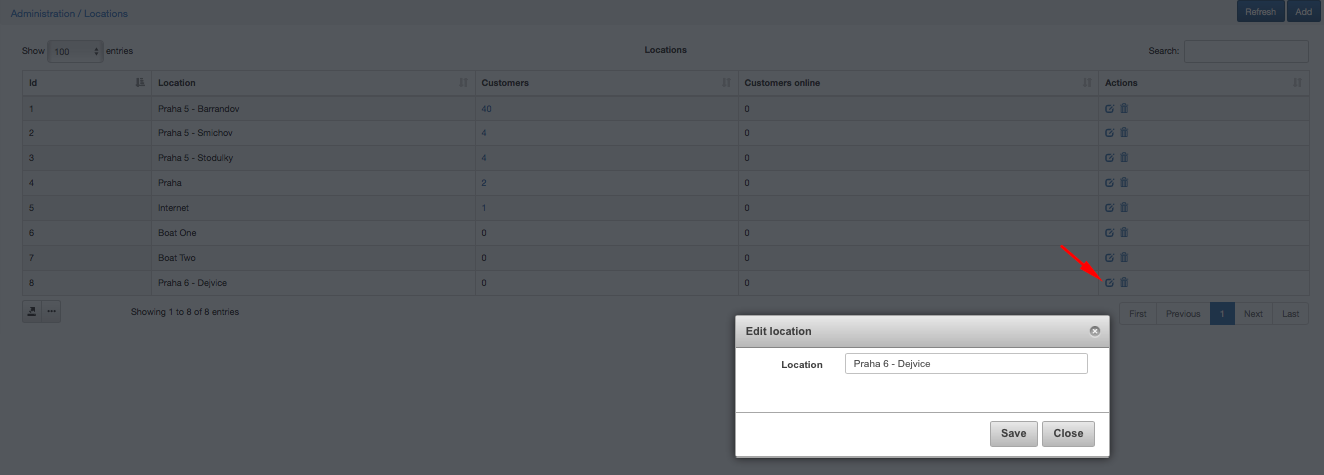 Administration / Locations
Refresh Add
Show 100 entries Locations Search:
Id Location Customers Customers online Actions
1 Praha 5 - Barrandov 40 0
2 Praha 5 - Smichov 4 0
3 Praha 5 - Stodulky 4 0
4 Praha 2 0
5 Internet 1 0
6 Boat One 0 0
7 Boat Two 0 0
8 Praha 6 - Dejvice 0 0
Showing 1 to 8 of 8 entries First Previous 1 Next Last
Edit location
Location Praha 6 - Dejvice
Save Close